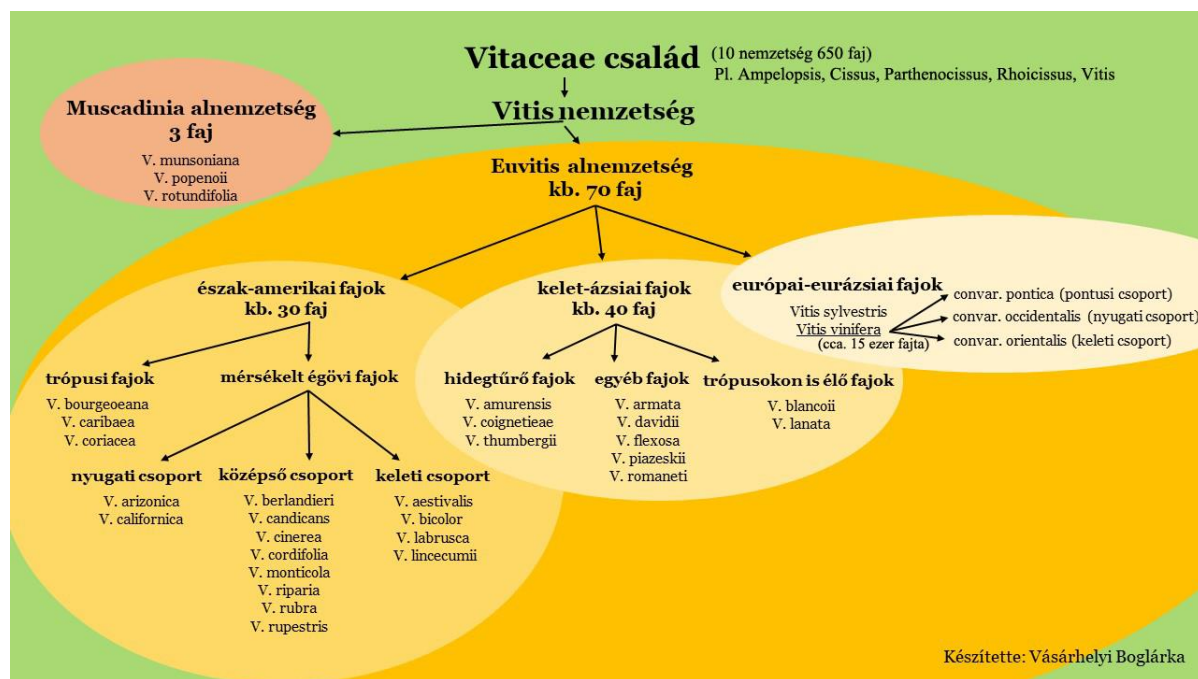 Vitaceae család
(10 nemzetség 650 faj)
Pl. Ampelopsis, Cissus, Parthenocissus, Rhoicissus, Vitis
Vitis nemzetség
Muscadinia alnemzetség
3 faj
V. munsoniana
V. popenoii
V. rotundifolia
Euvitis alnemzetség
kb. 70 faj
észak-amerikai fajok
kb. 30 faj
trópusi fajok
V. bourgeoeana
V. caribaea
V. coriacea
mérsékelt égövi fajok
nyugati csoport
V. arizonica
V. californica
középső csoport
V. berlandieri
V. candicans
V. cinerea
V. cordifolia
V. monticola
V. riparia
V. rubra
V. rupestris
keleti csoport
V. aestivalis
V. bicolor
V. labrusca
V. lincecumii
kelet-ázsiai fajok
kb. 40 faj
hidegtűrő fajok
V. amurensis
V. coignetieae
V. thumbergii
egyéb fajok
V. armata
V. davidii
V. flexosa
V. piazeskii
V. romaneti
trópusokon is élő fajok
V. blancoii
V. lanata
európai-eurázsiai fajok
Vitis sylvestris
Vitis vinifera
(cca. 15 ezer fajta)
convar. pontica (pontusi csoport)
convar. occidentalis (nyugati csoport)
convar. orientalis (keleti csoport)
Készítette: Vásárhelyi Boglárka